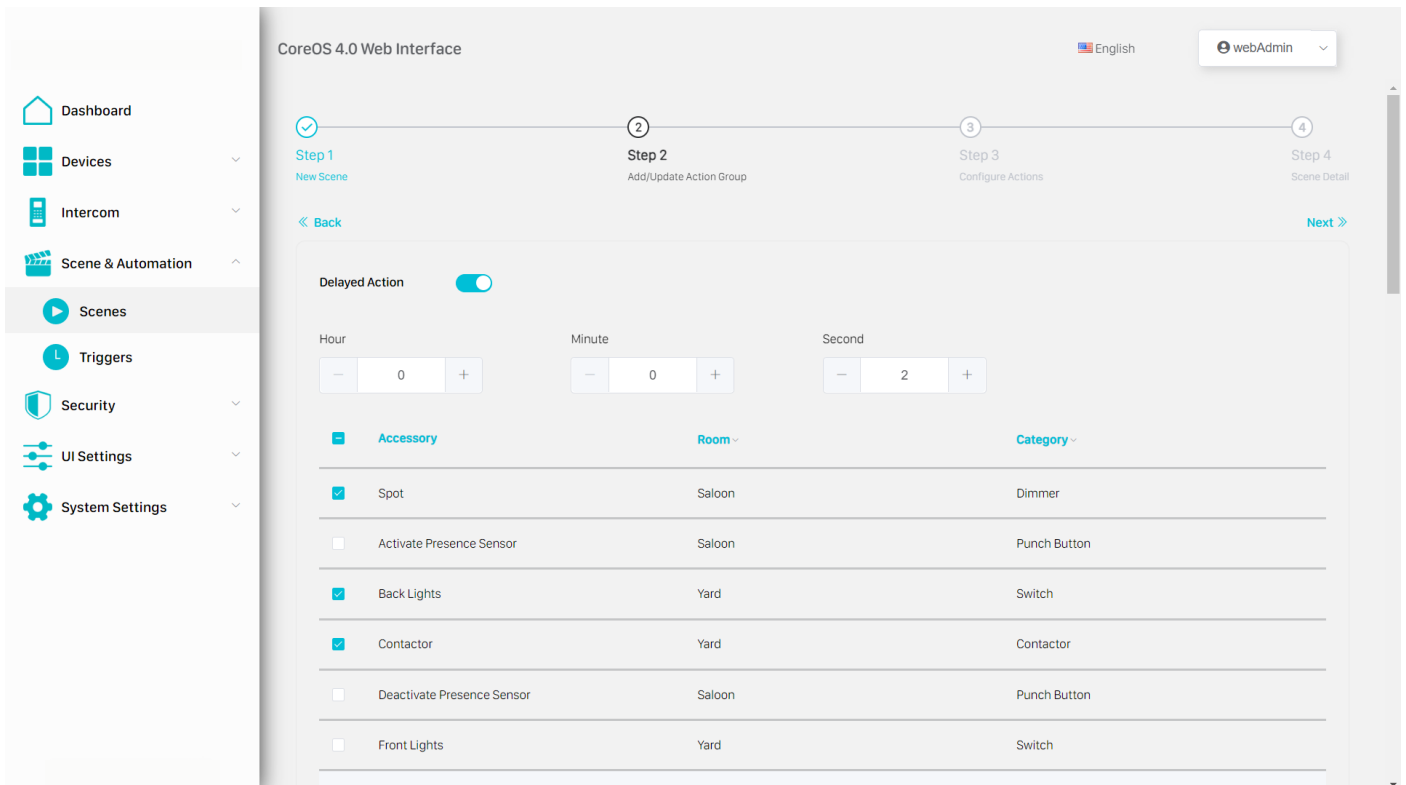 CoreOS 4.0 Web Interface
English
webAdmin
Dashboard
Devices
Intercom
Scene & Automation
Scenes
Triggers
Security
UI Settings
System Settings
2 3 4
Step 1 Step 2 Step 3 Step 4
New Scene Add/Update Action Group Configure Actions Scene Detail
Back Next
Delayed Action
Hour Minute Second
0 0 2
Accessory Room Category
Spot Saloon Dimmer
Activate Presence Sensor Saloon Punch Button
Back Lights Yard Switch
Contactor Yard Contactor
Deactivate Presence Sensor Saloon Punch Button
Front Lights Yard Switch